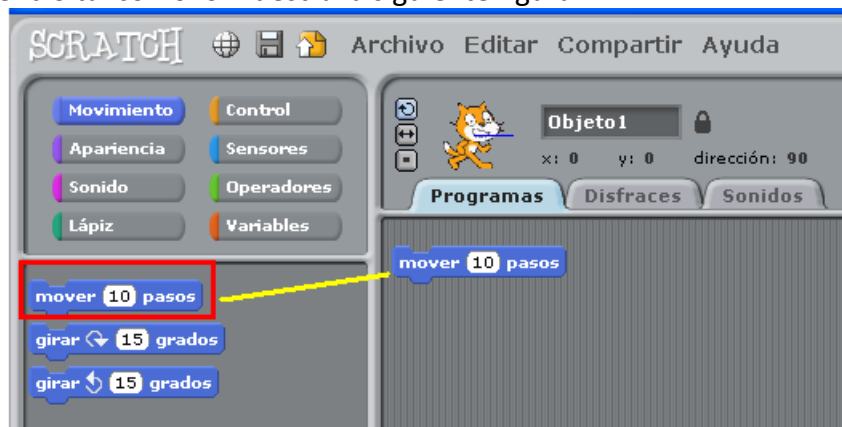 SCRATCH Archivo Editar Compartir Ayuda
Movimiento Control
Apariencia Sensores
Sonido Operadores
Lápiz Variables
Objeto1
x: 0 y: 0 dirección: 90
Programas Disfraces Sonidos
mover 10 pasos
girar 15 grados
girar 15 grados
mover 10 pasos